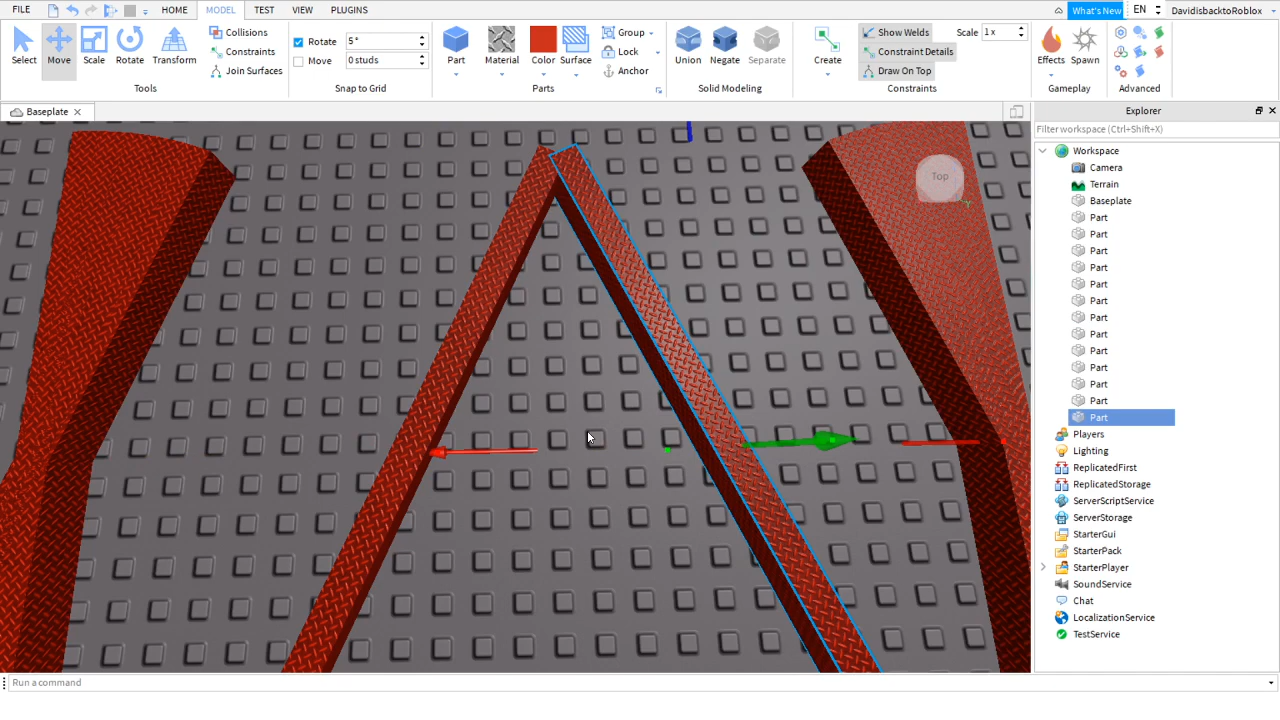 FILE HOME MODEL TEST VIEW PLUGINS What's New EN DavidisbacktoRoblox
Select Move Scale Rotate Transform
Collisions
Constraints
Join Surfaces
Tools
Rotate 5°
Move 0 studs
Snap to Grid
Part Material Color Surface
Group
Lock
Anchor
Parts
Union Negate Separate
Solid Modeling
Create
Show Welds Scale 1x
Constraint Details
Draw On Top
Constraints
Effects Spawn
Gameplay
Advanced
Baseplate
Top
Y
Explorer
Filter workspace (Ctrl+Shift+X)
Workspace
Camera
Terrain
Baseplate
Part
Part
Part
Part
Part
Part
Part
Part
Part
Part
Part
Part
Part
Players
Lighting
ReplicatedFirst
ReplicatedStorage
ServerScriptService
ServerStorage
StarterGui
StarterPack
StarterPlayer
SoundService
Chat
LocalizationService
TestService
Run a command